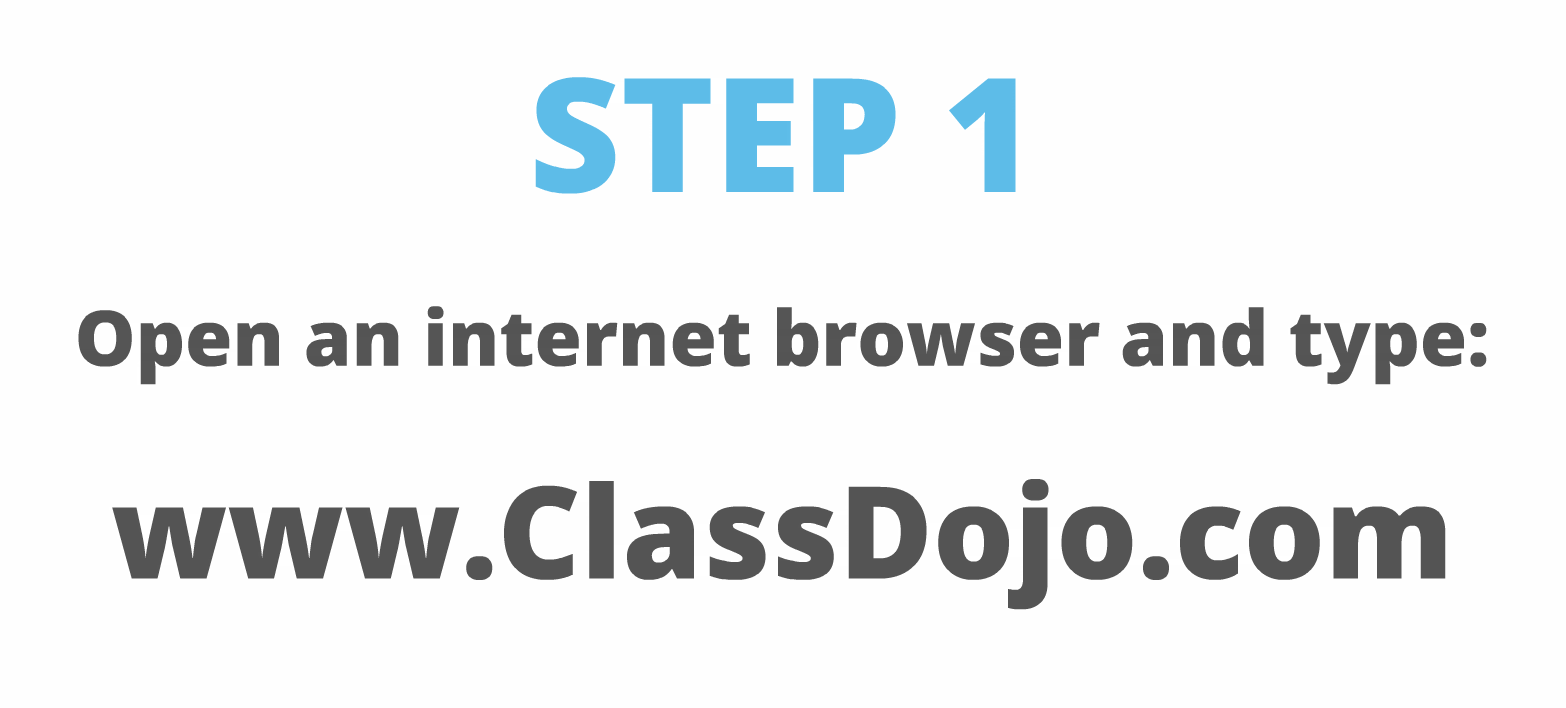 STEP 1
Open an internet browser and type:
www.ClassDojo.com